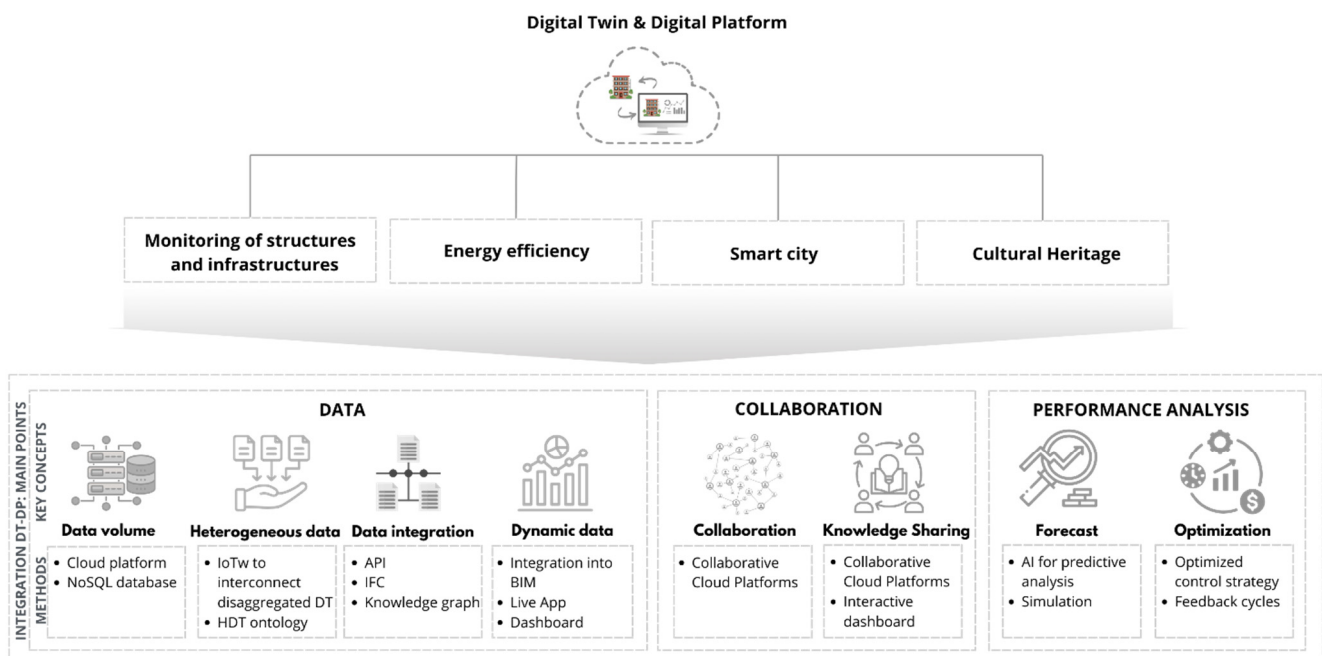 Digital Twin & Digital Platform
Monitoring of structures
and infrastructures
Energy efficiency
Smart city
Cultural Heritage
INTEGRATION DT-DP: MAIN POINTS
KEY CONCEPTS
METHODS
DATA
Data volume
• Cloud platform
• NoSQL database
Heterogeneous data
• IoTw to
interconnect
disaggregated DT
• HDT ontology
Data integration
• API
• IFC
• Knowledge graph
Dynamic data
• Integration into
BIM
• Live App
• Dashboard
COLLABORATION
Collaboration
• Collaborative
Cloud Platforms
Knowledge Sharing
• Collaborative
Cloud Platforms
• Interactive
dashboard
PERFORMANCE ANALYSIS
Forecast
• AI for predictive
analysis
• Simulation
$
Optimization
• Optimized
control strategy
• Feedback cycles